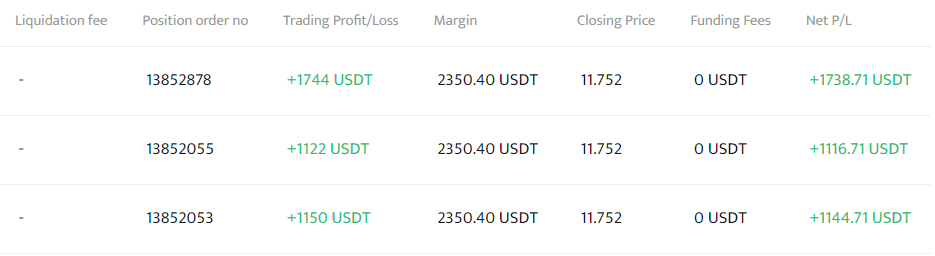 Liquidation fee Position order no Trading Profit/Loss Margin Closing Price Funding Fees Net P/L
- 13852878 +1744 USDT 2350.40 USDT 11.752 0 USDT +1738.71 USDT
- 13852055 +1122 USDT 2350.40 USDT 11.752 0 USDT +1116.71 USDT
- 13852053 +1150 USDT 2350.40 USDT 11.752 0 USDT +1144.71 USDT